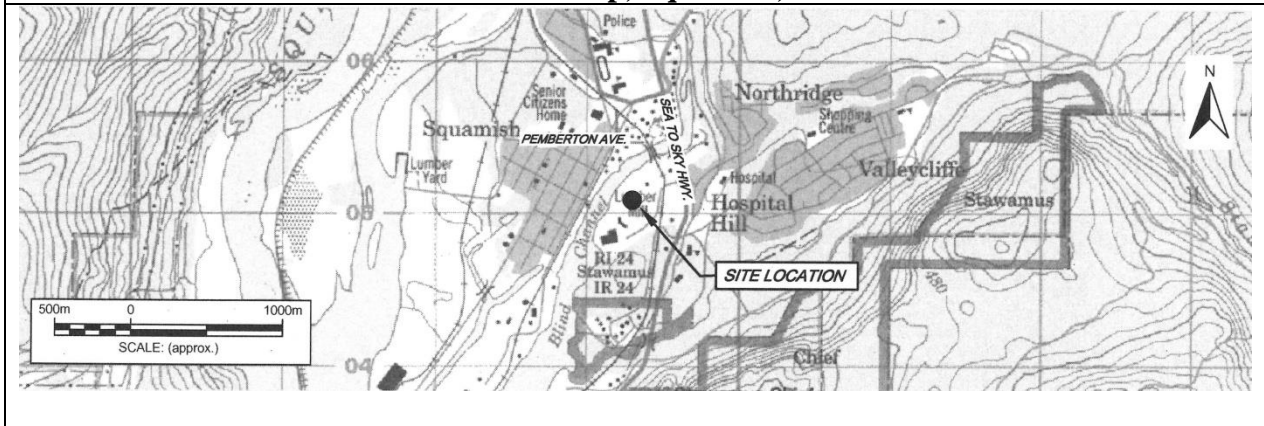 Police
06
Northridge
Senior
Citizens
Home
SEA TO SKY HWY.
Shopping
Centre
Squamish
PEMBERTON AVE.
Lumber
Yard
Valleycliffe
Hospital
Stawamus
05
Hospital
Hill
Channel
RI 24
Stawamus
IR 24
SITE LOCATION
480
Blind
Chief
04
N
500m
0
1000m
SCALE: (approx.)